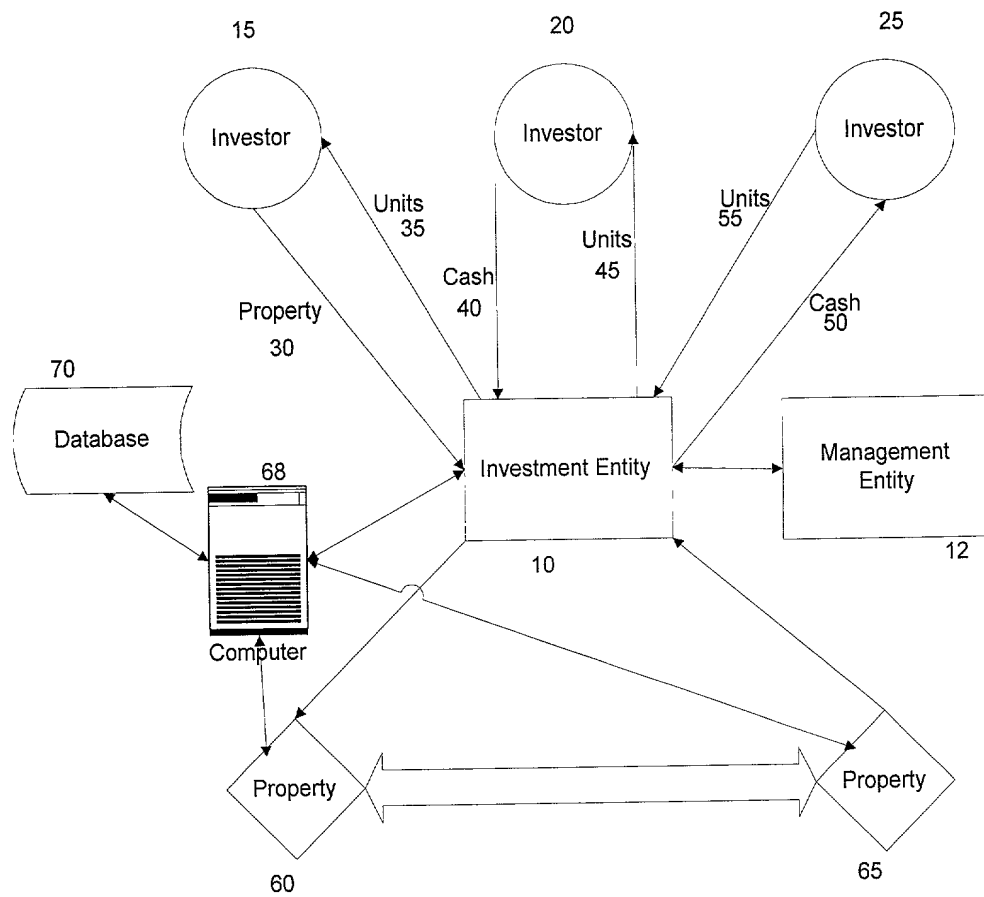 15
20
25
Investor
Investor
Investor
Units
35
Units
55
Units
45
Cash
40
Cash
50
Property
30
70
Database
68
Investment Entity
Management
Entity
10
12
Computer
Property
Property
60
65